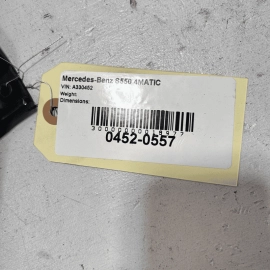 Mercedes-Benz S550 4MATIC
VIN: A330452
Weight:
Dimensions:
0452-0557